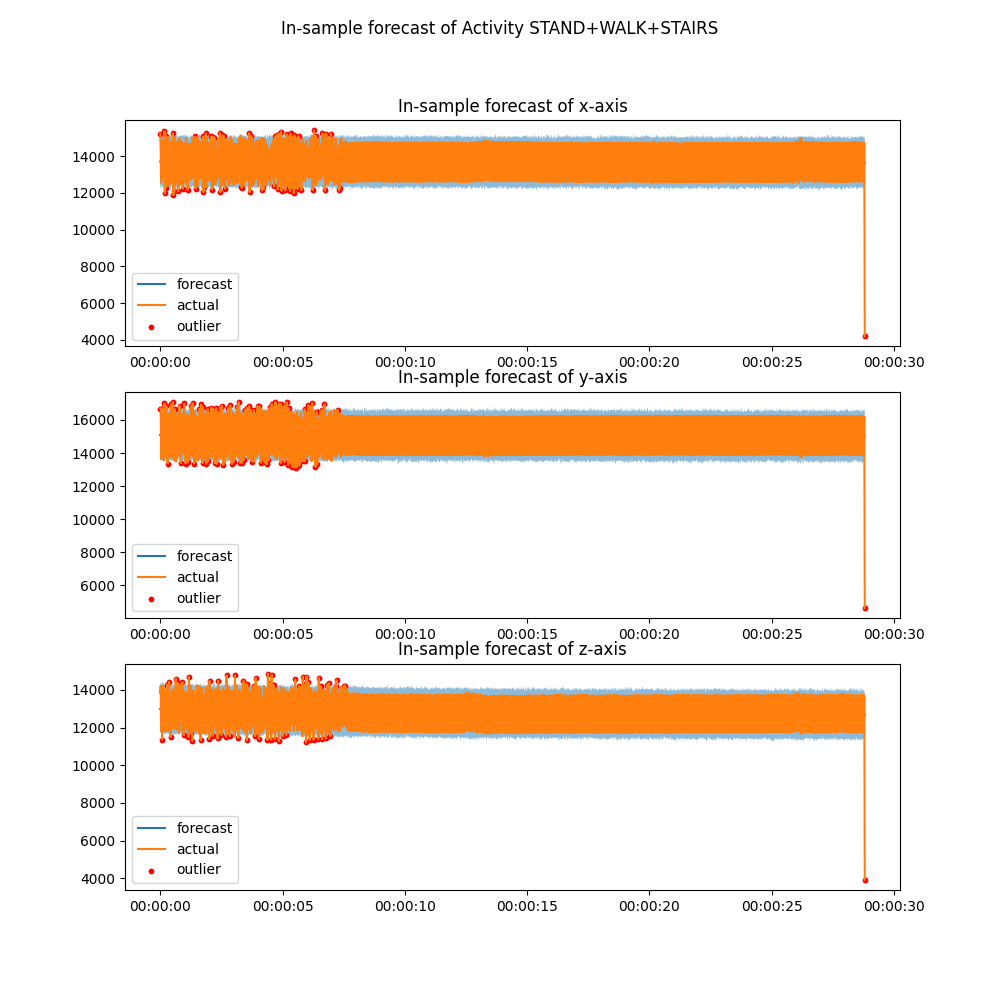 In-sample forecast of Activity STAND+WALK+STAIRS
In-sample forecast of x-axis
14000
12000
10000
8000
6000
4000
forecast
actual
outlier
00:00:00 00:00:05 00:00:10 00:00:15 00:00:20 00:00:25 00:00:30
In-sample forecast of y-axis
16000
14000
12000
10000
8000
6000
forecast
actual
outlier
00:00:00 00:00:05 00:00:10 00:00:15 00:00:20 00:00:25 00:00:30
In-sample forecast of z-axis
14000
12000
10000
8000
6000
4000
forecast
actual
outlier
00:00:00 00:00:05 00:00:10 00:00:15 00:00:20 00:00:25 00:00:30